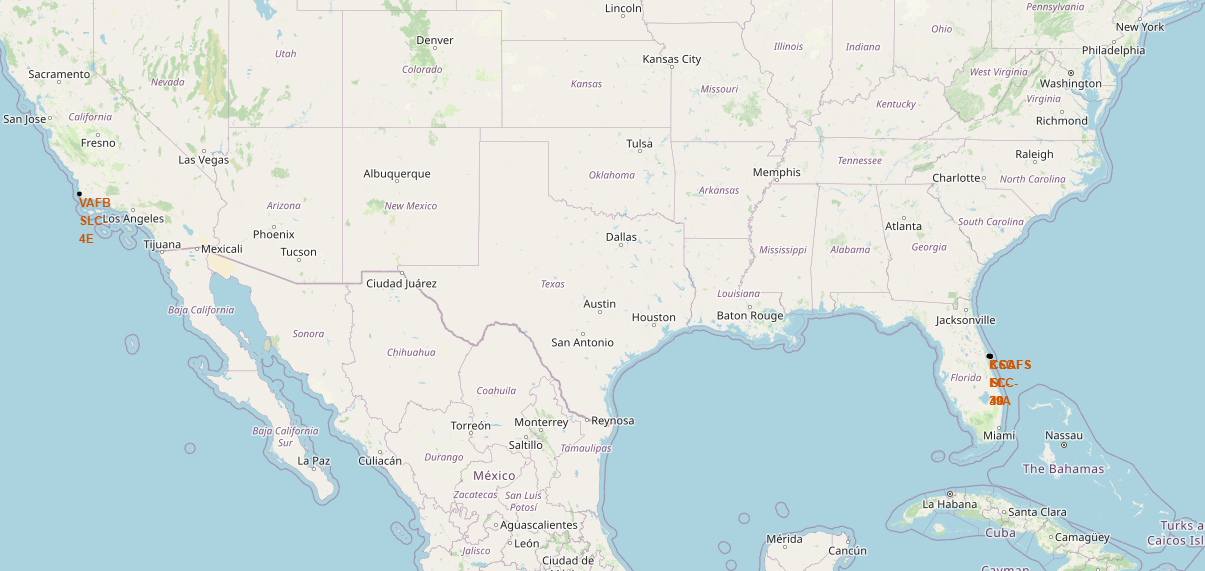 Lincoln
Pennsylvania
New York
Denver
Utah
Colorado
Kansas City
Illinois
Indiana
Ohio
Philadelphia
Sacramento
Nevada
Kansas
Missouri
West Virginia
Washington
Virginia
San Jose
California
Kentucky
Richmond
Fresno
Las Vegas
Tulsa
Raleigh
Albuquerque
Oklahoma
Memphis
Tennessee
Charlotte
North Carolina
Arkansas
VAFB
SLC-
4E
Los Angeles
Arizona
New Mexico
South Carolina
Phoenix
Dallas
Atlanta
Tijuana
Mexicali
Tucson
Mississippi
Alabama
Georgia
Ciudad Juárez
Texas
Louisiana
Baja California
Austin
Houston
Baton Rouge
Jacksonville
Sonora
San Antonio
Chihuahua
Florida
Coahuila
Torreón
Monterrey
Reynosa
Miami
Nassau
Baja California
Sur
Saltillo
Tamaulipas
La Paz
Culiacán
Durango
México
The Bahamas
Zacatecas
San Luis
Potosí
La Habana
Santa Clara
Aguascalientes
Turks a
Caicos Isl
Cuba
Camagüey
León
Jalisco
Mérida
Cancún
Ciudad de
Cayman